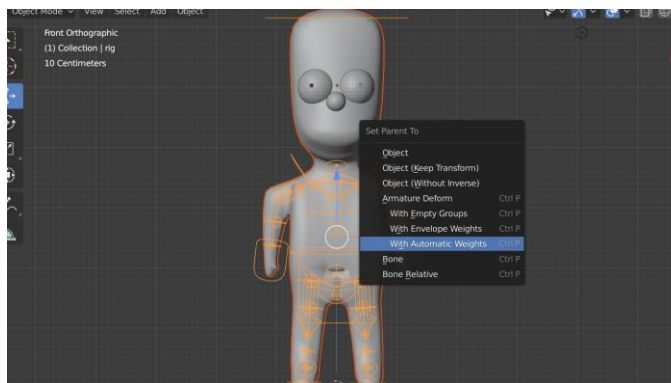 Object Mode View Select Add Object
Front Orthographic
(1) Collection | rig
10 Centimeters
Set Parent To
Object
Object (Keep Transform)
Object (Without Inverse)
Armature Deform Ctrl P
With Empty Groups
With Envelope Weights Ctrl P
With Automatic Weights Ctrl P
Bone Ctrl P
Bone Relative Ctrl P